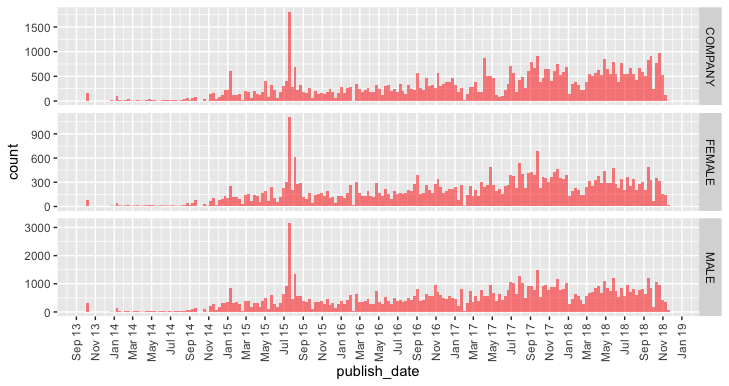 count
1500
1000
500
0
COMPANY
900
600
300
0
FEMALE
3000
2000
1000
0
MALE
Sep 13
Nov 13
Jan 14
Mar 14
May 14
Jul 14
Sep 14
Nov 14
Jan 15
Mar 15
May 15
Jul 15
Sep 15
Nov 15
Jan 16
Mar 16
May 16
Jul 16
Sep 16
Nov 16
Jan 17
Mar 17
May 17
Jul 17
Sep 17
Nov 17
Jan 18
Mar 18
May 18
Jul 18
Sep 18
Nov 18
Jan 19
publish_date